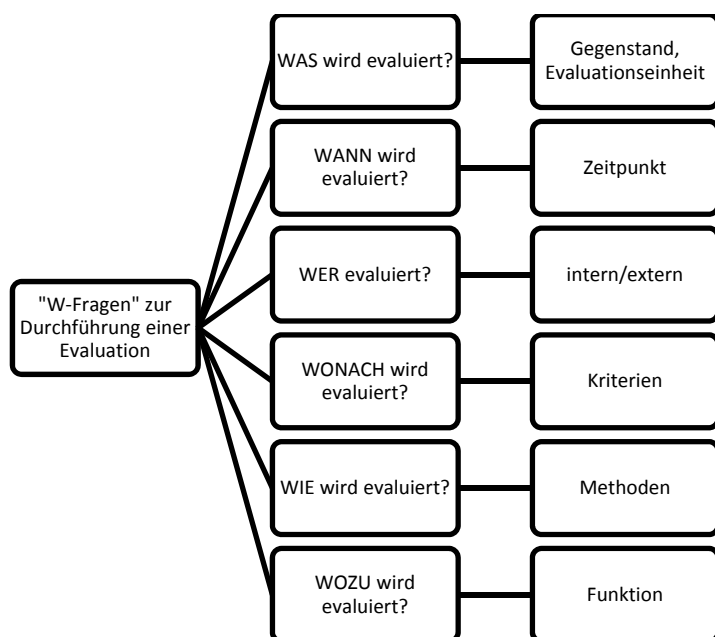 WAS wird evaluiert?
Gegenstand,
Evaluationseinheit
WANN wird
evaluiert?
Zeitpunkt
WER evaluiert?
intern/extern
"W-Fragen" zur
Durchführung einer
Evaluation
WONACH wird
evaluiert?
Kriterien
WIE wird evaluiert?
Methoden
WOZU wird
evaluiert?
Funktion